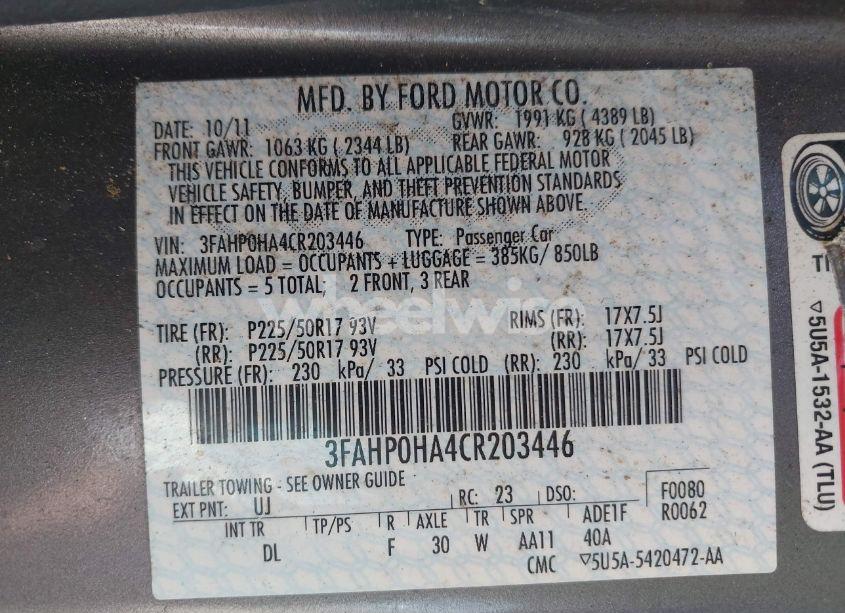 MFD. BY FORD MOTOR CO.
DATE: 10/11 GVWR: 1991 KG ( 4389 LB)
FRONT GAWR: 1063 KG ( 2344 LB) REAR GAWR: 928 KG ( 2045 LB)
THIS VEHICLE CONFORMS TO ALL APPLICABLE FEDERAL MOTOR
VEHICLE SAFETY, BUMPER, AND THEFT PREVENTION STANDARDS
IN EFFECT ON THE DATE OF MANUFACTURE SHOWN ABOVE.
VIN: 3FAHP0HA4CR203446 TYPE: Passenger Car
MAXIMUM LOAD = OCCUPANTS + LUGGAGE = 385KG/ 850LB
OCCUPANTS = 5 TOTAL; 2 FRONT, 3 REAR
wheelwise
TIRE (FR): P225/50R17 93V RIMS (FR): 17X7.5J
(RR): P225/50R17 93V (RR): 17X7.5J
PRESSURE (FR): 230 kPa/ 33 PSI COLD (RR): 230 kPa/ 33 PSI COLD
3FAHP0HA4CR203446
TRAILER TOWING - SEE OWNER GUIDE
EXT PNT: UJ RC: 23 DSO: F0080
R0062
INT TR TP/PS R AXLE TR SPR ADE1F
DL F 30 W AA11 40A
CMC ▽5U5A-5420472-AA
TI
▽5U5A-1532-AA (TLU)